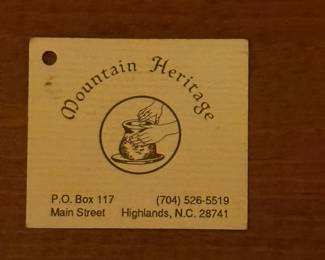 Mountain Heritage
P.O. Box 117 (704) 526-5519
Main Street Highlands, N.C. 28741